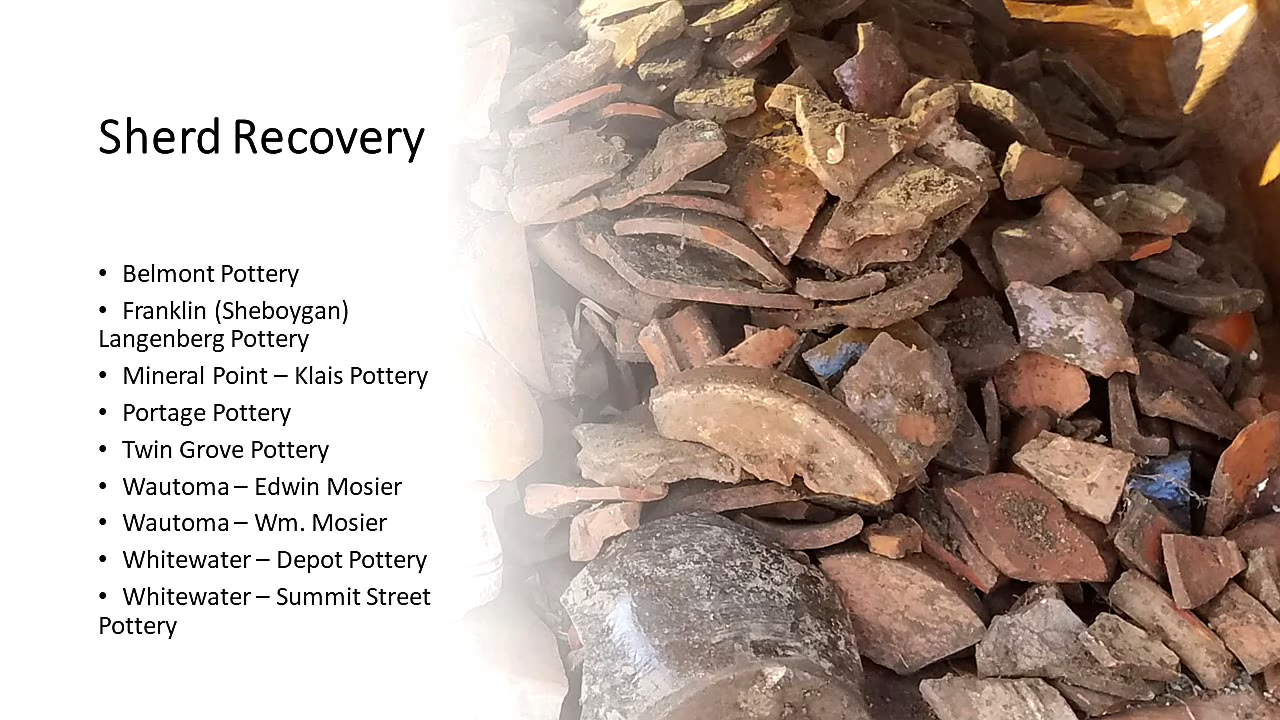 Sherd Recovery
• Belmont Pottery
• Franklin (Sheboygan)
Langenberg Pottery
• Mineral Point – Klais Pottery
• Portage Pottery
• Twin Grove Pottery
• Wautoma – Edwin Mosier
• Wautoma – Wm. Mosier
• Whitewater – Depot Pottery
• Whitewater – Summit Street
Pottery